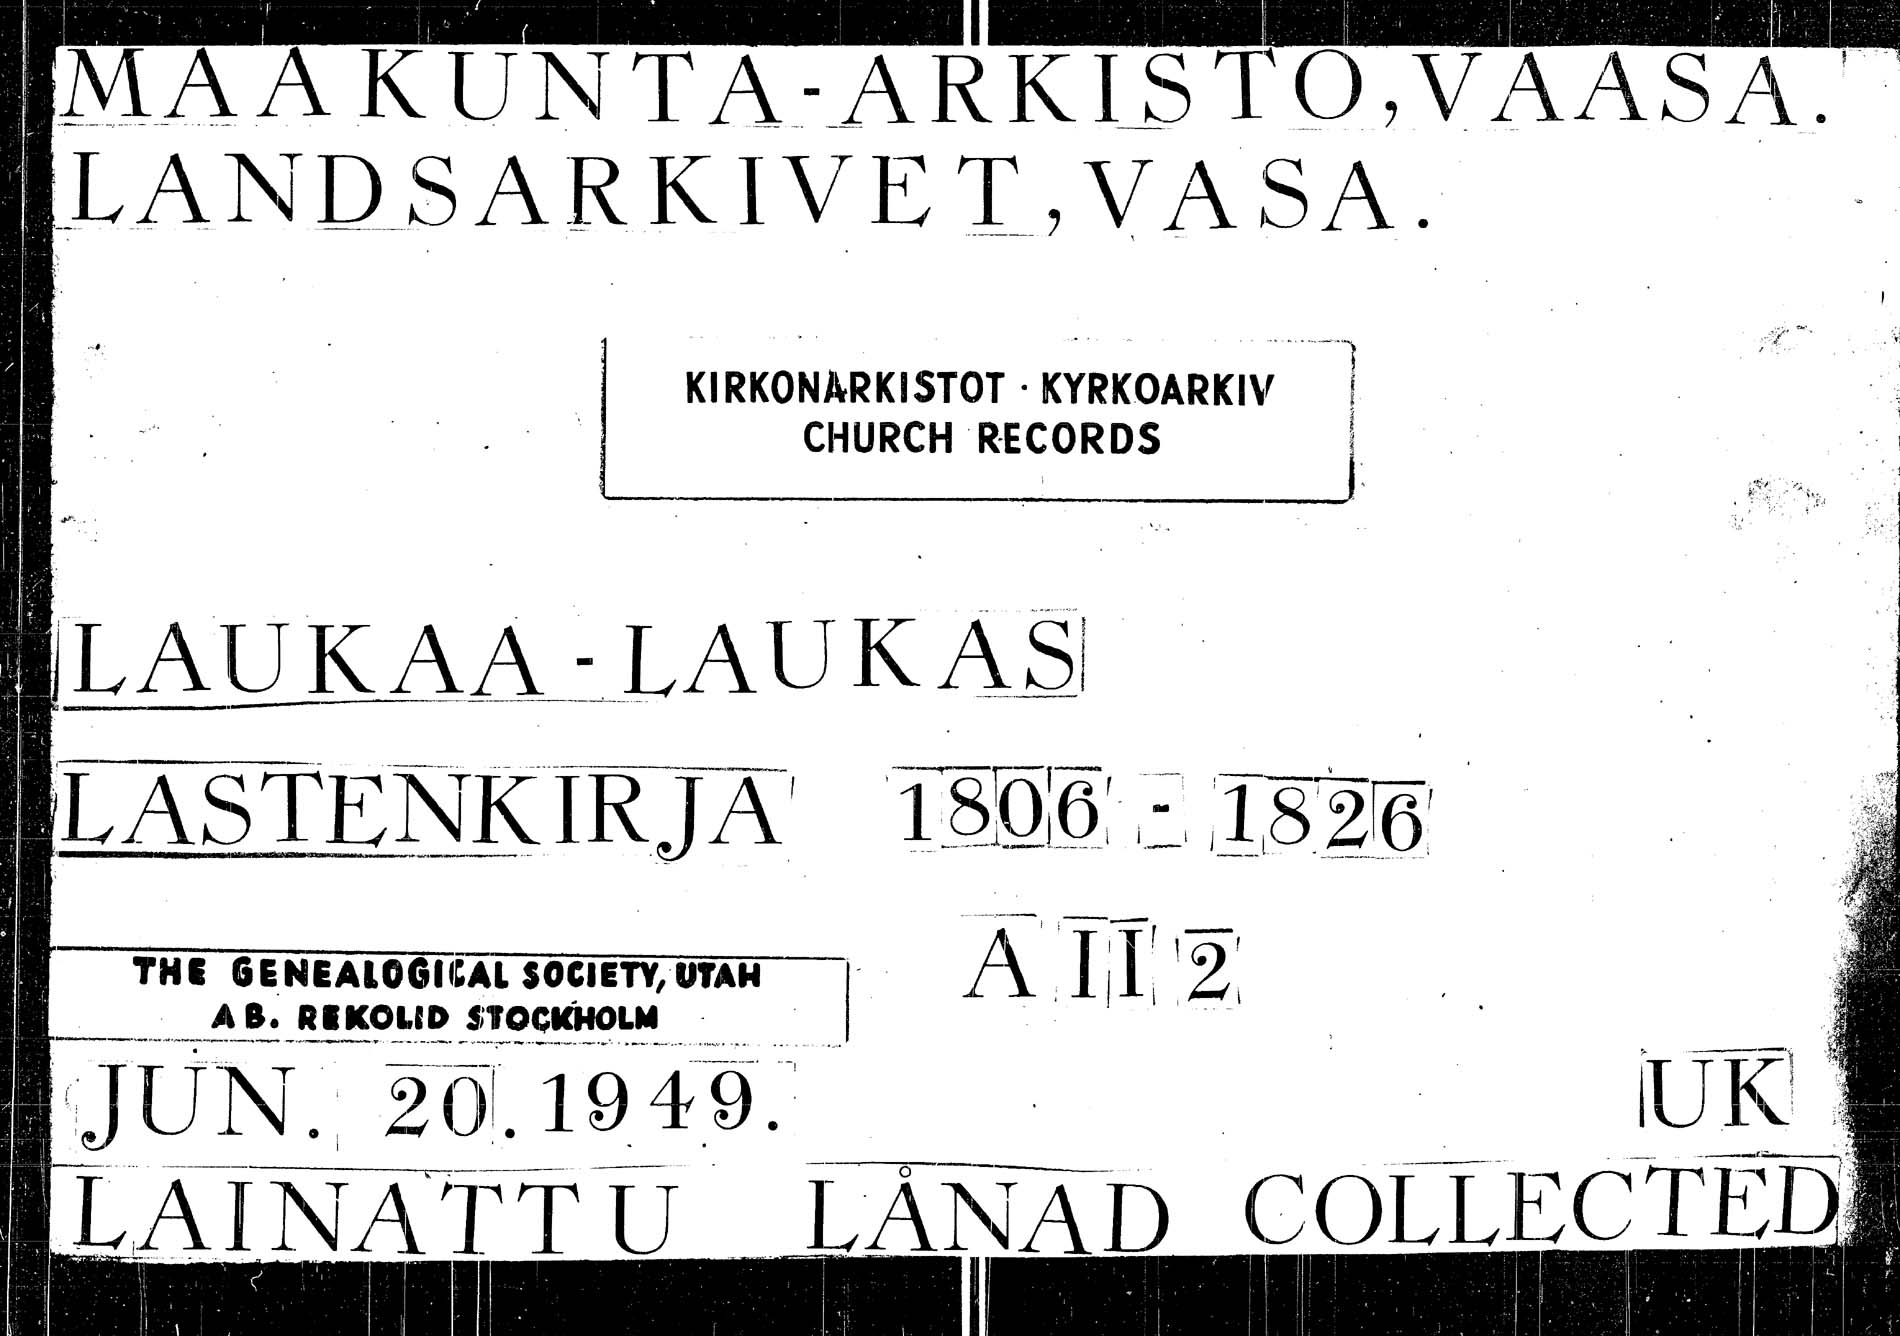 MAAKUNTA-ARKISTO, VAASA.
LANDSARKIVET, VASA.
KIRKONARKISTOT · KYRKOARKIV
CHURCH RECORDS
LAUKAA - LAUKAS
LASTENKIRJA 1806 - 1826
A II 2
THE GENEALOGICAL SOCIETY, UTAH
AB. REKOLID STOCKHOLM
JUN. 20. 1949.
UK
LAINATTU LÅNAD COLLECTED